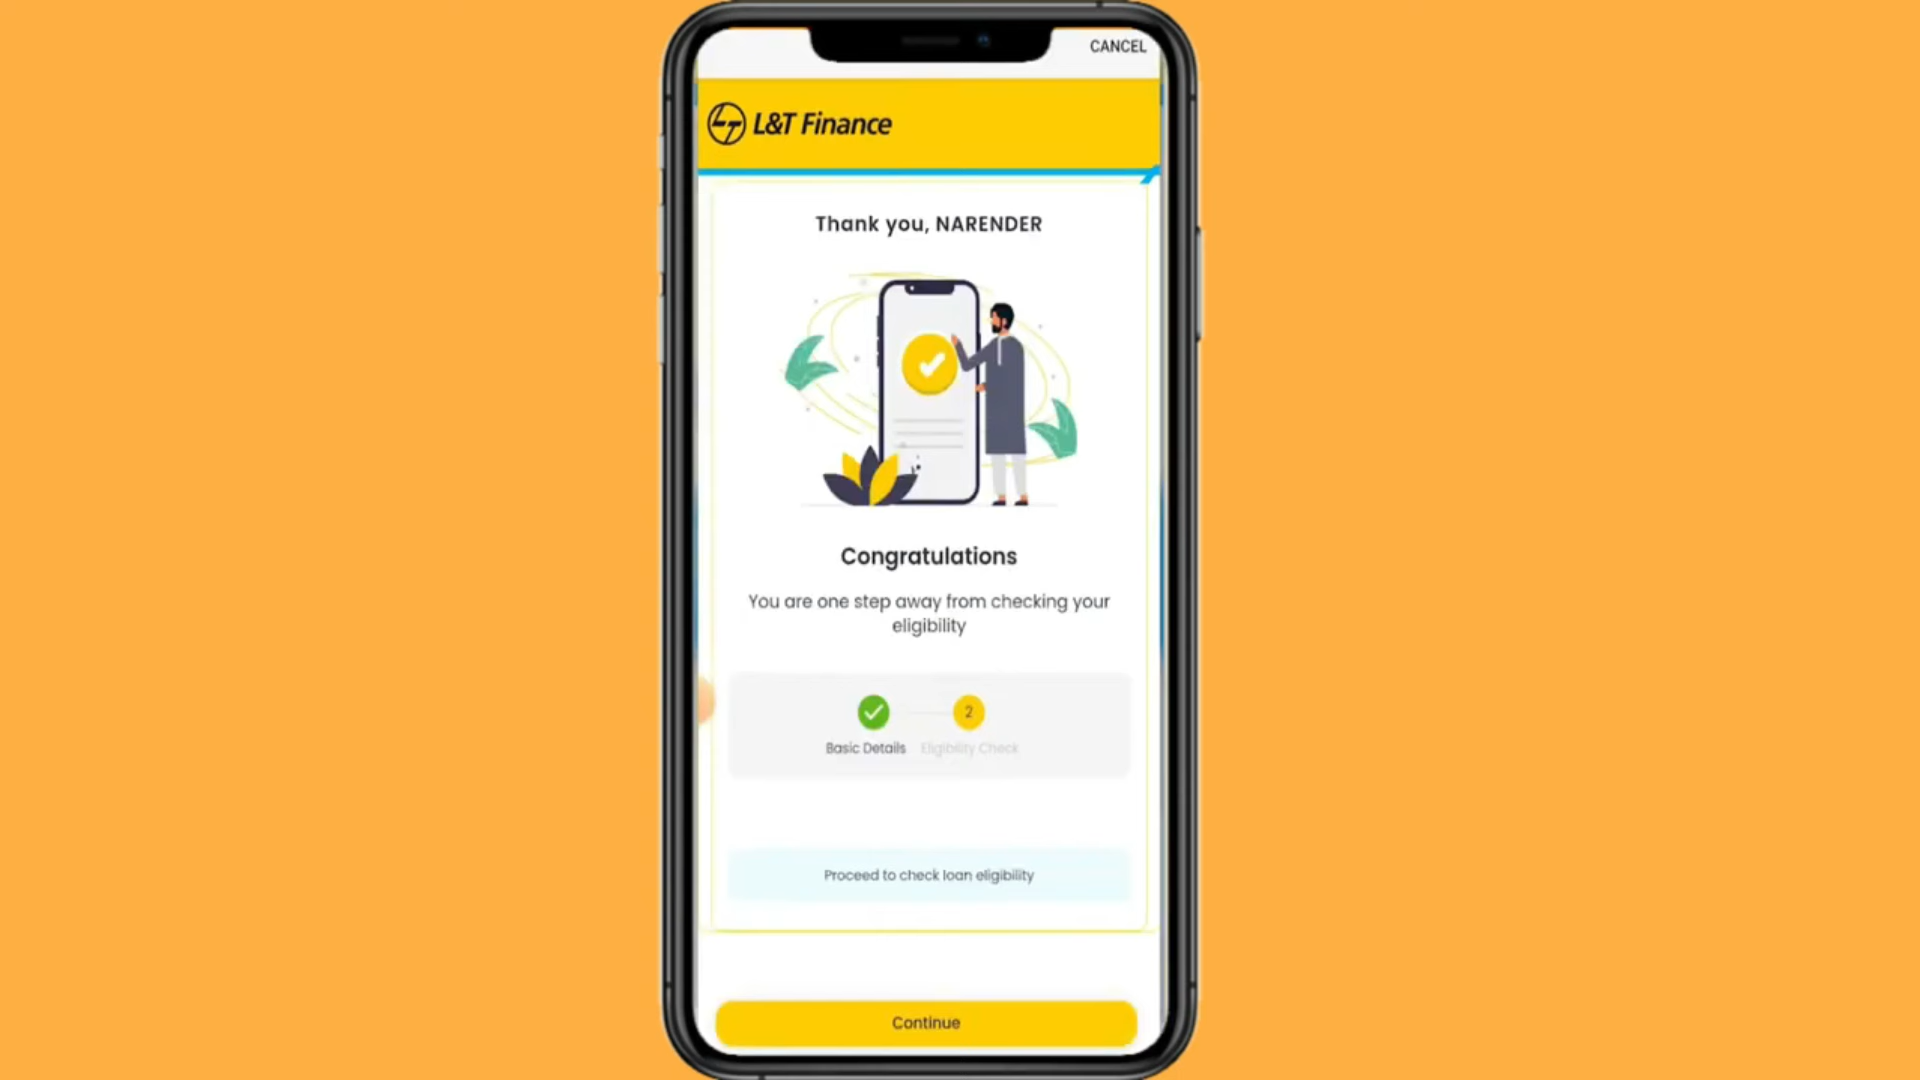 CANCEL
L&T Finance
Thank you, NARENDER
Congratulations
You are one step away from checking your
eligibility
2
Basic Details Eligibility Check
Proceed to check loan eligibility
Continue